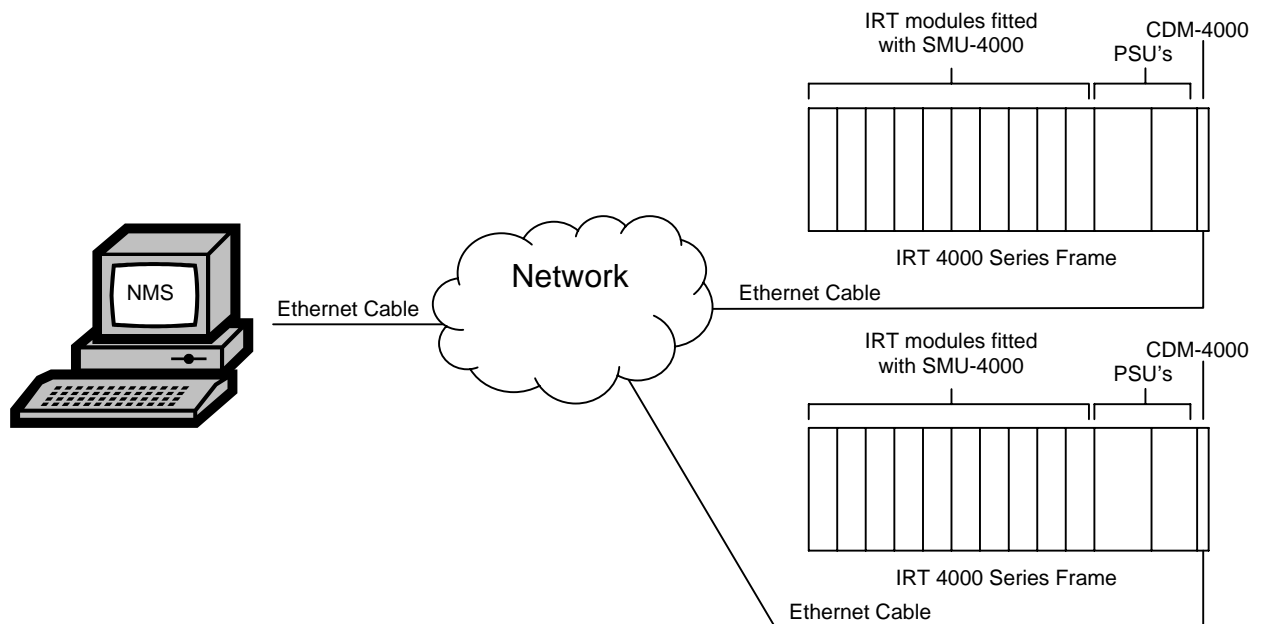 IRT modules fitted
with SMU-4000
CDM-4000
PSU's
IRT 4000 Series Frame
NMS
Ethernet Cable
Network
Ethernet Cable
IRT modules fitted
with SMU-4000
CDM-4000
PSU's
IRT 4000 Series Frame
Ethernet Cable